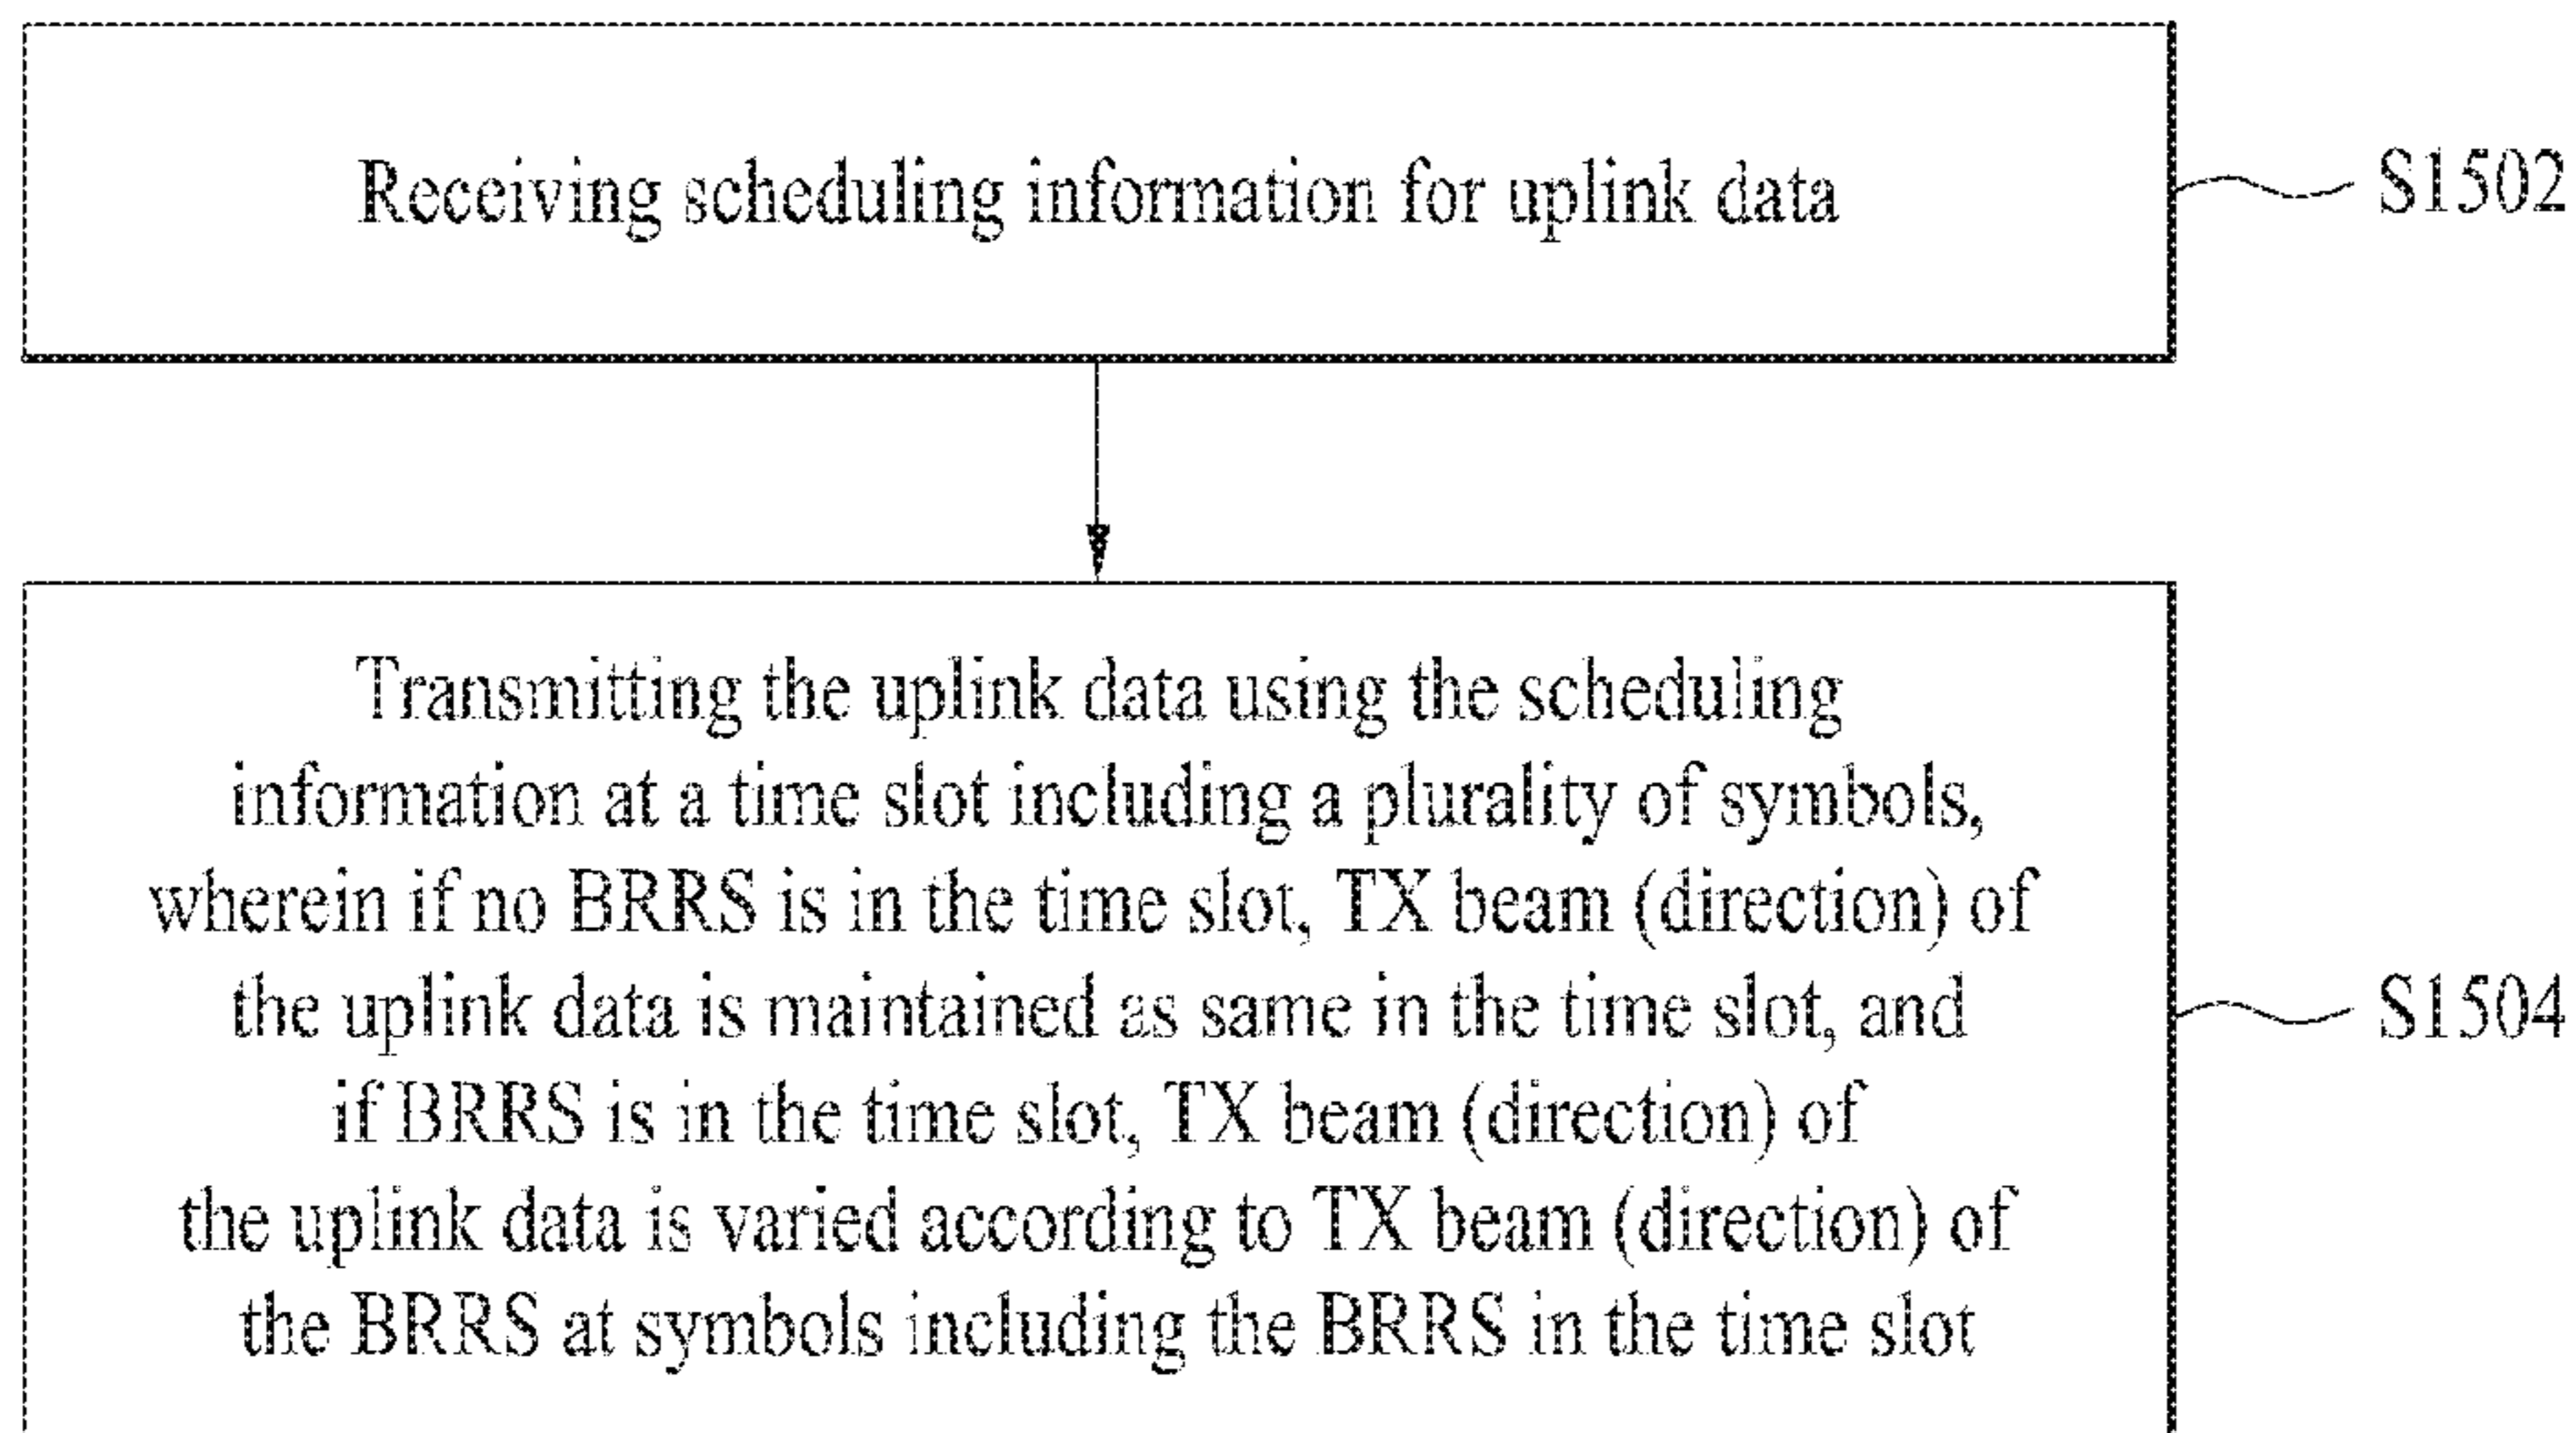 Receiving scheduling information for uplink data
S1502
Transmitting the uplink data using the scheduling
information at a time slot including a plurality of symbols,
wherein if no BRRS is in the time slot, TX beam (direction) of
the uplink data is maintained as same in the time slot, and
if BRRS is in the time slot, TX beam (direction) of
the uplink data is varied according to TX beam (direction) of
the BRRS at symbols including the BRRS in the time slot
S1504